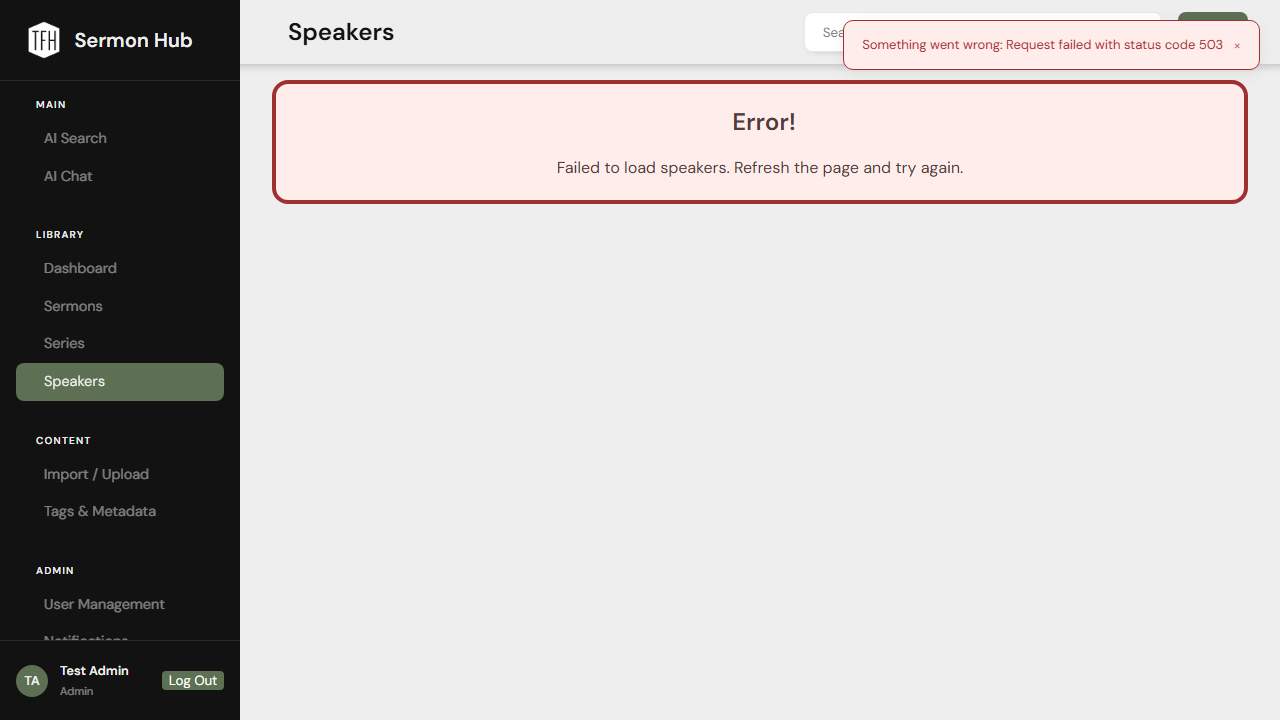 TFH Sermon Hub
MAIN
AI Search
AI Chat
LIBRARY
Dashboard
Sermons
Series
Speakers
CONTENT
Import / Upload
Tags & Metadata
ADMIN
User Management
Notifications
TA
Test Admin
Admin
Log Out
Speakers
Sea
Something went wrong: Request failed with status code 503 ×
Error!
Failed to load speakers. Refresh the page and try again.